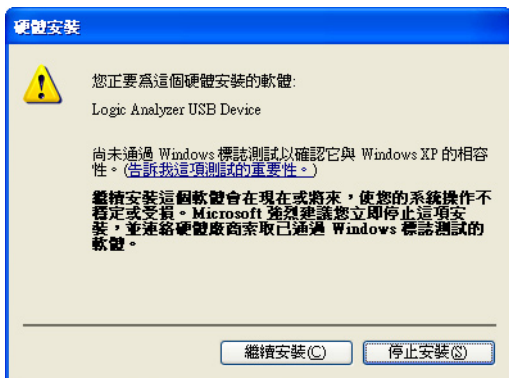 硬體安裝
您正要為這個硬體安裝的軟體:
Logic Analyzer USB Device
尚未通過 Windows 標誌測試以確認它與 Windows XP 的相容
性。(告訴我這項測試的重要性。)
繼續安裝這個軟體會在現在或將來，使您的系統操作不
穩定或受損。Microsoft 強烈建議您立即停止這項安
裝，並連絡硬體廠商索取已通過 Windows 標誌測試的
軟體。
繼續安裝(C)
停止安裝(S)